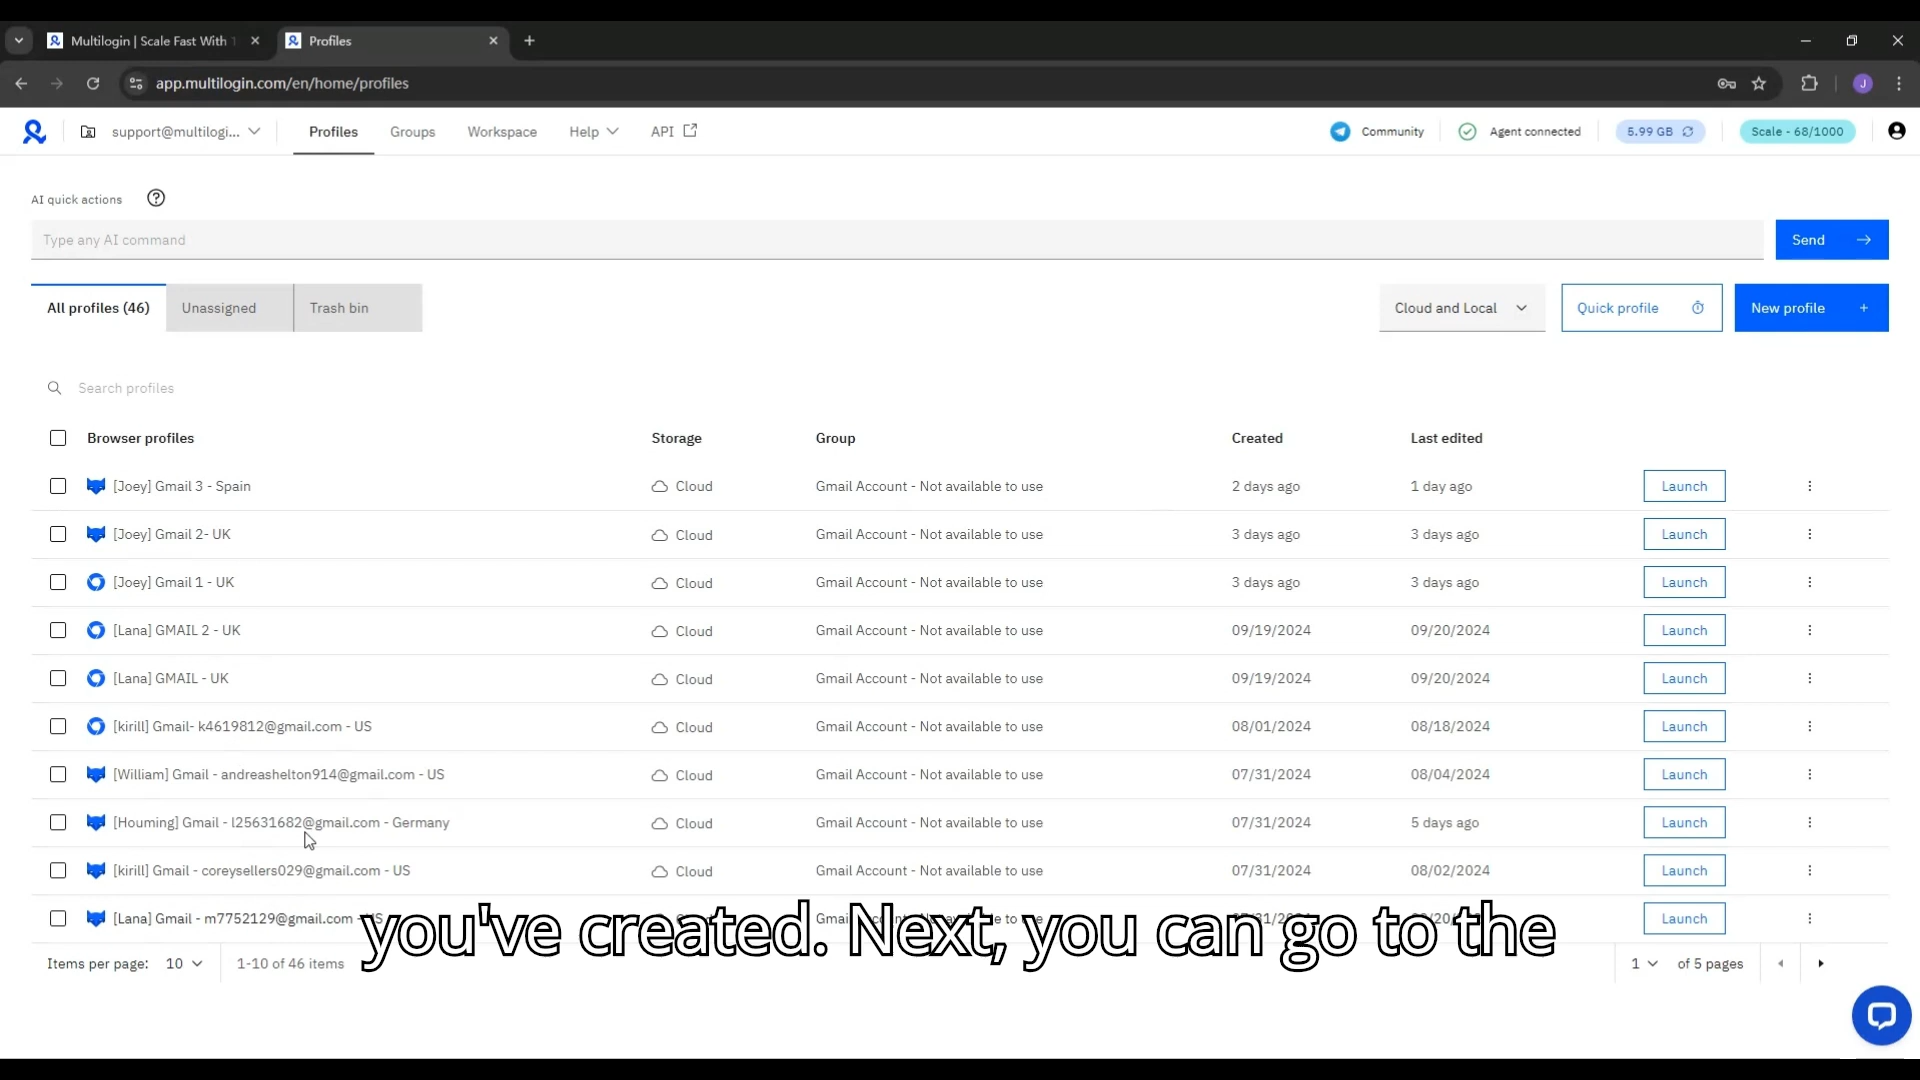 Multilogin | Scale Fast With
Profiles
app.multilogin.com/en/home/profiles
J
support@multilogi...
Profiles
Groups
Workspace
Help
API
Community
Agent connected
5.99 GB
Scale - 68/1000
AI quick actions
Type any AI command
Send
All profiles (46)
Unassigned
Trash bin
Cloud and Local
Quick profile
New profile +
Search profiles
Browser profiles Storage Group Created Last edited
[Joey] Gmail 3 - Spain Cloud Gmail Account - Not available to use 2 days ago 1 day ago Launch
[Joey] Gmail 2- UK Cloud Gmail Account - Not available to use 3 days ago 3 days ago Launch
[Joey] Gmail 1 - UK Cloud Gmail Account - Not available to use 3 days ago 3 days ago Launch
[Lana] GMAIL 2 - UK Cloud Gmail Account - Not available to use 09/19/2024 09/20/2024 Launch
[Lana] GMAIL - UK Cloud Gmail Account - Not available to use 09/19/2024 09/20/2024 Launch
[kirill] Gmail- k4619812@gmail.com - US Cloud Gmail Account - Not available to use 08/01/2024 08/18/2024 Launch
[William] Gmail - andreashelton914@gmail.com - US Cloud Gmail Account - Not available to use 07/31/2024 08/04/2024 Launch
[Houming] Gmail - l25631682@gmail.com - Germany Cloud Gmail Account - Not available to use 07/31/2024 5 days ago Launch
[kirill] Gmail - coreysellers029@gmail.com - US Cloud Gmail Account - Not available to use 07/31/2024 08/02/2024 Launch
[Lana] Gmail - m7752129@gmail.com - Launch
you've created. Next, you can go to the
Items per page: 10 1-10 of 46 items 1 of 5 pages